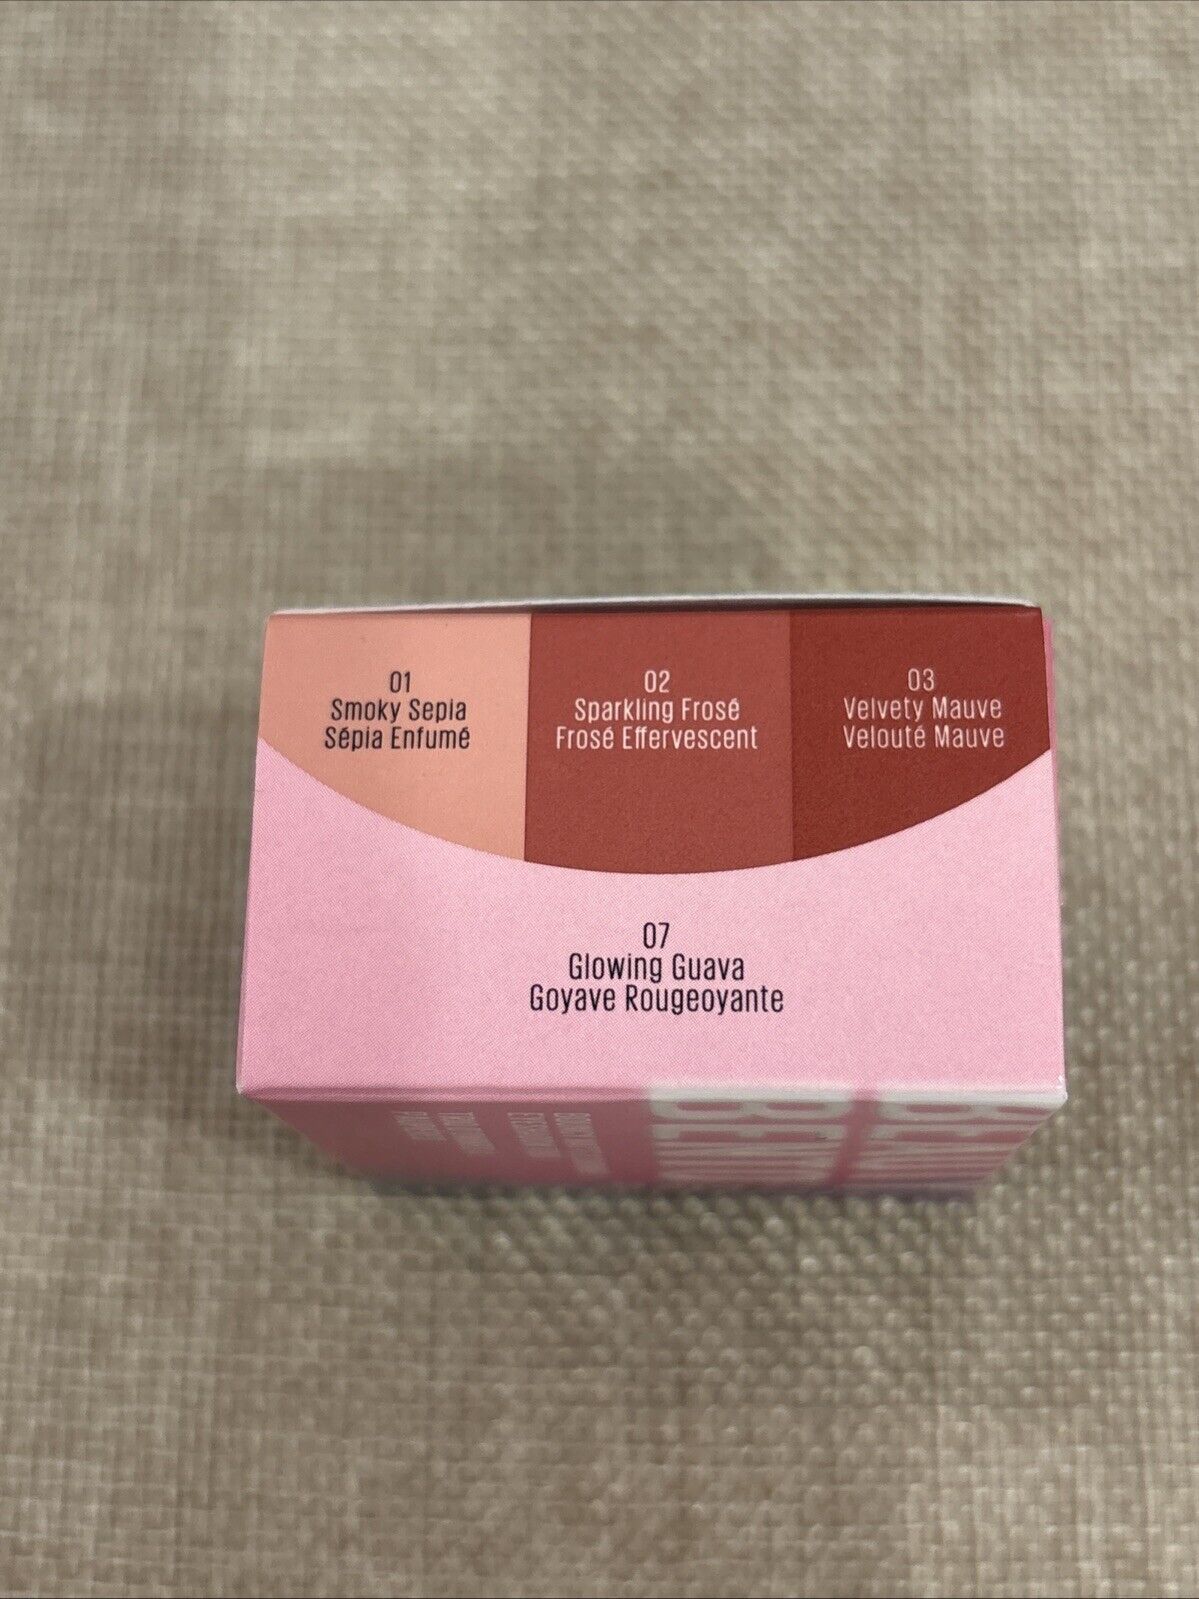 01
Smoky Sepia
Sépia Enfumé
02
Sparkling Frosé
Frosé Effervescent
03
Velvety Mauve
Velouté Mauve
07
Glowing Guava
Goyave Rougeoyante